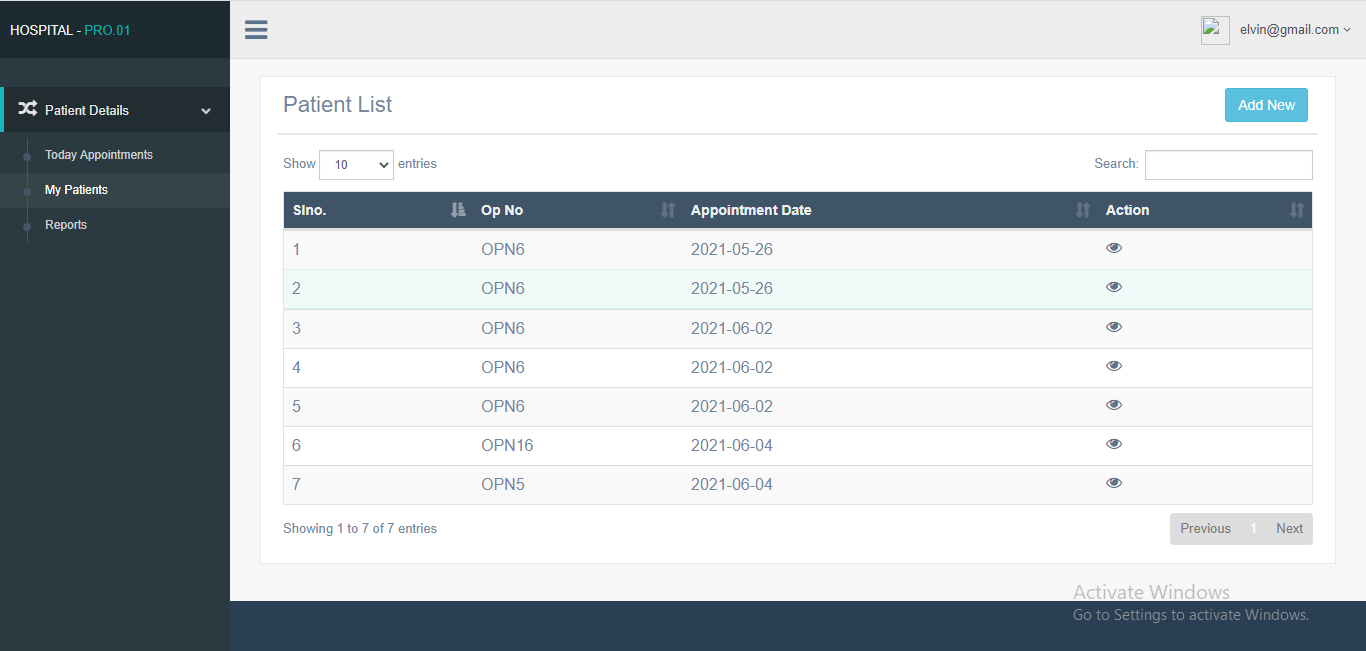 HOSPITAL - PRO.01
elvin@gmail.com
Patient Details
Today Appointments
My Patients
Reports
Patient List
Add New
Show 10 entries
Search:
Slno. Op No Appointment Date Action
1 OPN6 2021-05-26
2 OPN6 2021-05-26
3 OPN6 2021-06-02
4 OPN6 2021-06-02
5 OPN6 2021-06-02
6 OPN16 2021-06-04
7 OPN5 2021-06-04
Showing 1 to 7 of 7 entries
Previous 1 Next
Activate Windows
Go to Settings to activate Windows.